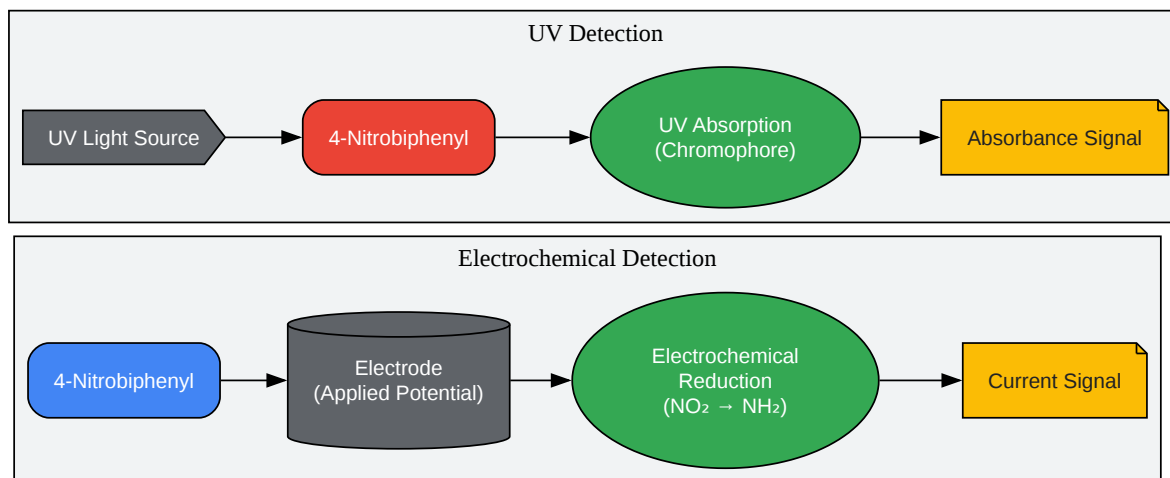 UV Detection
UV Light Source
4-Nitrobiphenyl
UV Absorption
(Chromophore)
Absorbance Signal
Electrochemical Detection
4-Nitrobiphenyl
Electrode
(Applied Potential)
Electrochemical
Reduction
(NO₂ → NH₂)
Current Signal